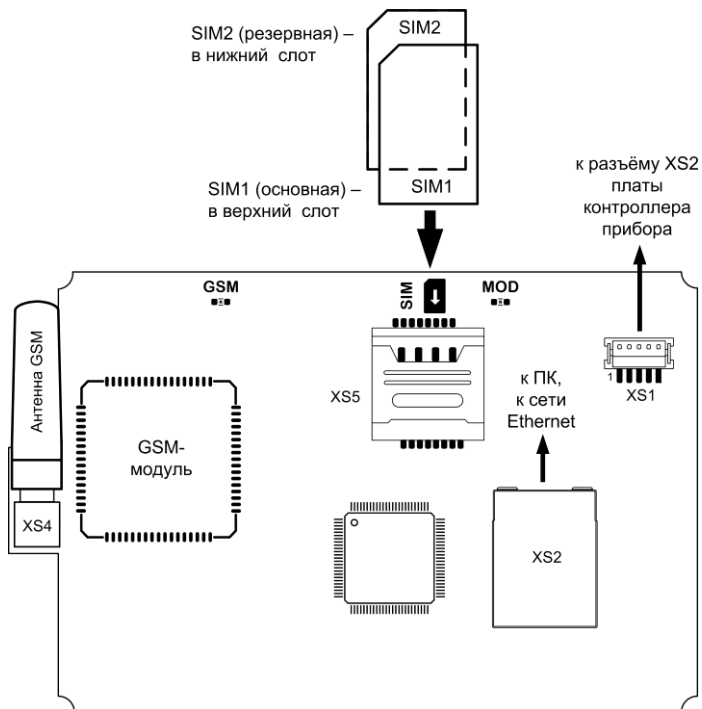 SIM2 (резервная) –
в нижний слот
SIM2
SIM1 (основная) –
в верхний слот
SIM1
к разъёму XS2
платы
контроллера
прибора
GSM
SIM
MOD
Антенна GSM
XS4
GSM-
модуль
XS5
к ПК,
к сети
Ethernet
1
XS1
XS2